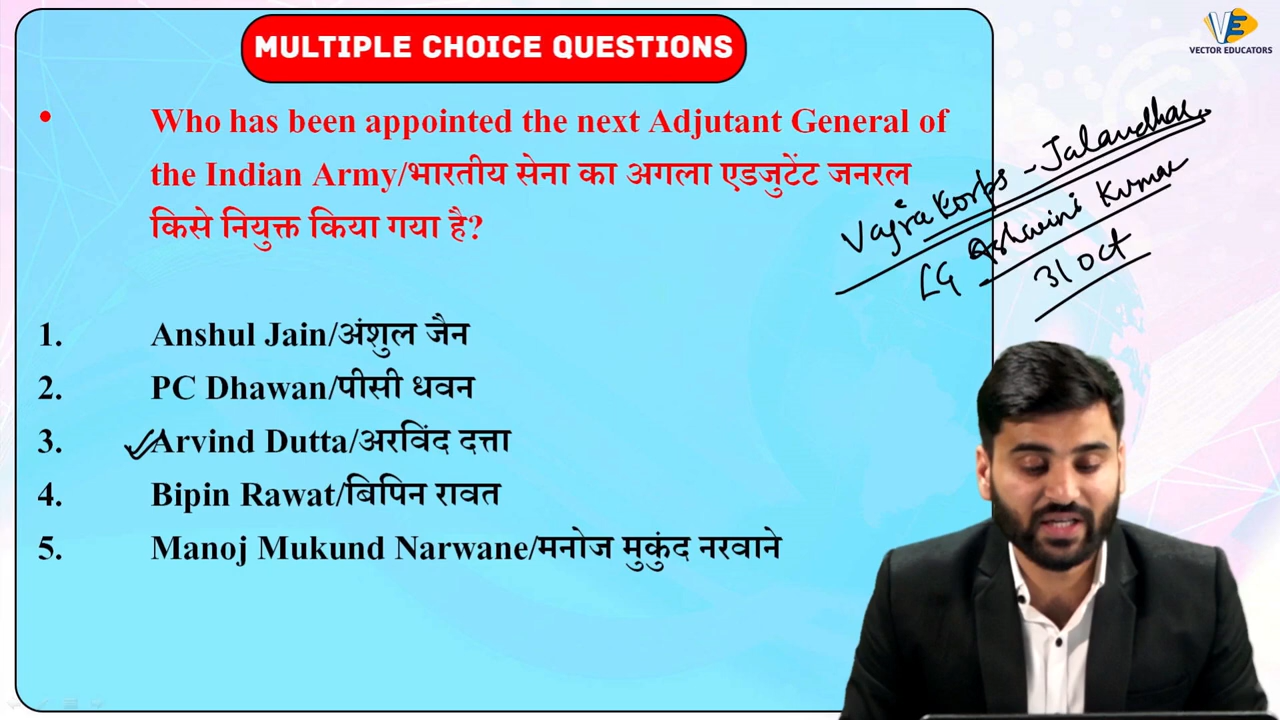 MULTIPLE CHOICE QUESTIONS
VE
VECTOR EDUCATORS
• Who has been appointed the next Adjutant General of
the Indian Army/भारतीय सेना का अगला एडजुटेंट जनरल
किसे नियुक्त किया गया है?
Vajra Korps - Jalandhar
LG Ashwini Kumar
31 Oct
1. Anshul Jain/अंशुल जैन
2. PC Dhawan/पीसी धवन
3. Arvind Dutta/अरविंद दत्ता
4. Bipin Rawat/बिपिन रावत
5. Manoj Mukund Narwane/मनोज मुकुंद नरवाने